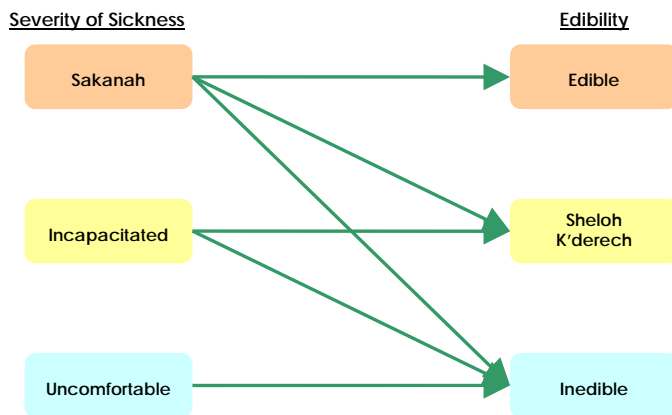 Severity of Sickness
Edibility
Sakanah
Edible
Incapacitated
Sheloh
K'derech
Uncomfortable
Inedible